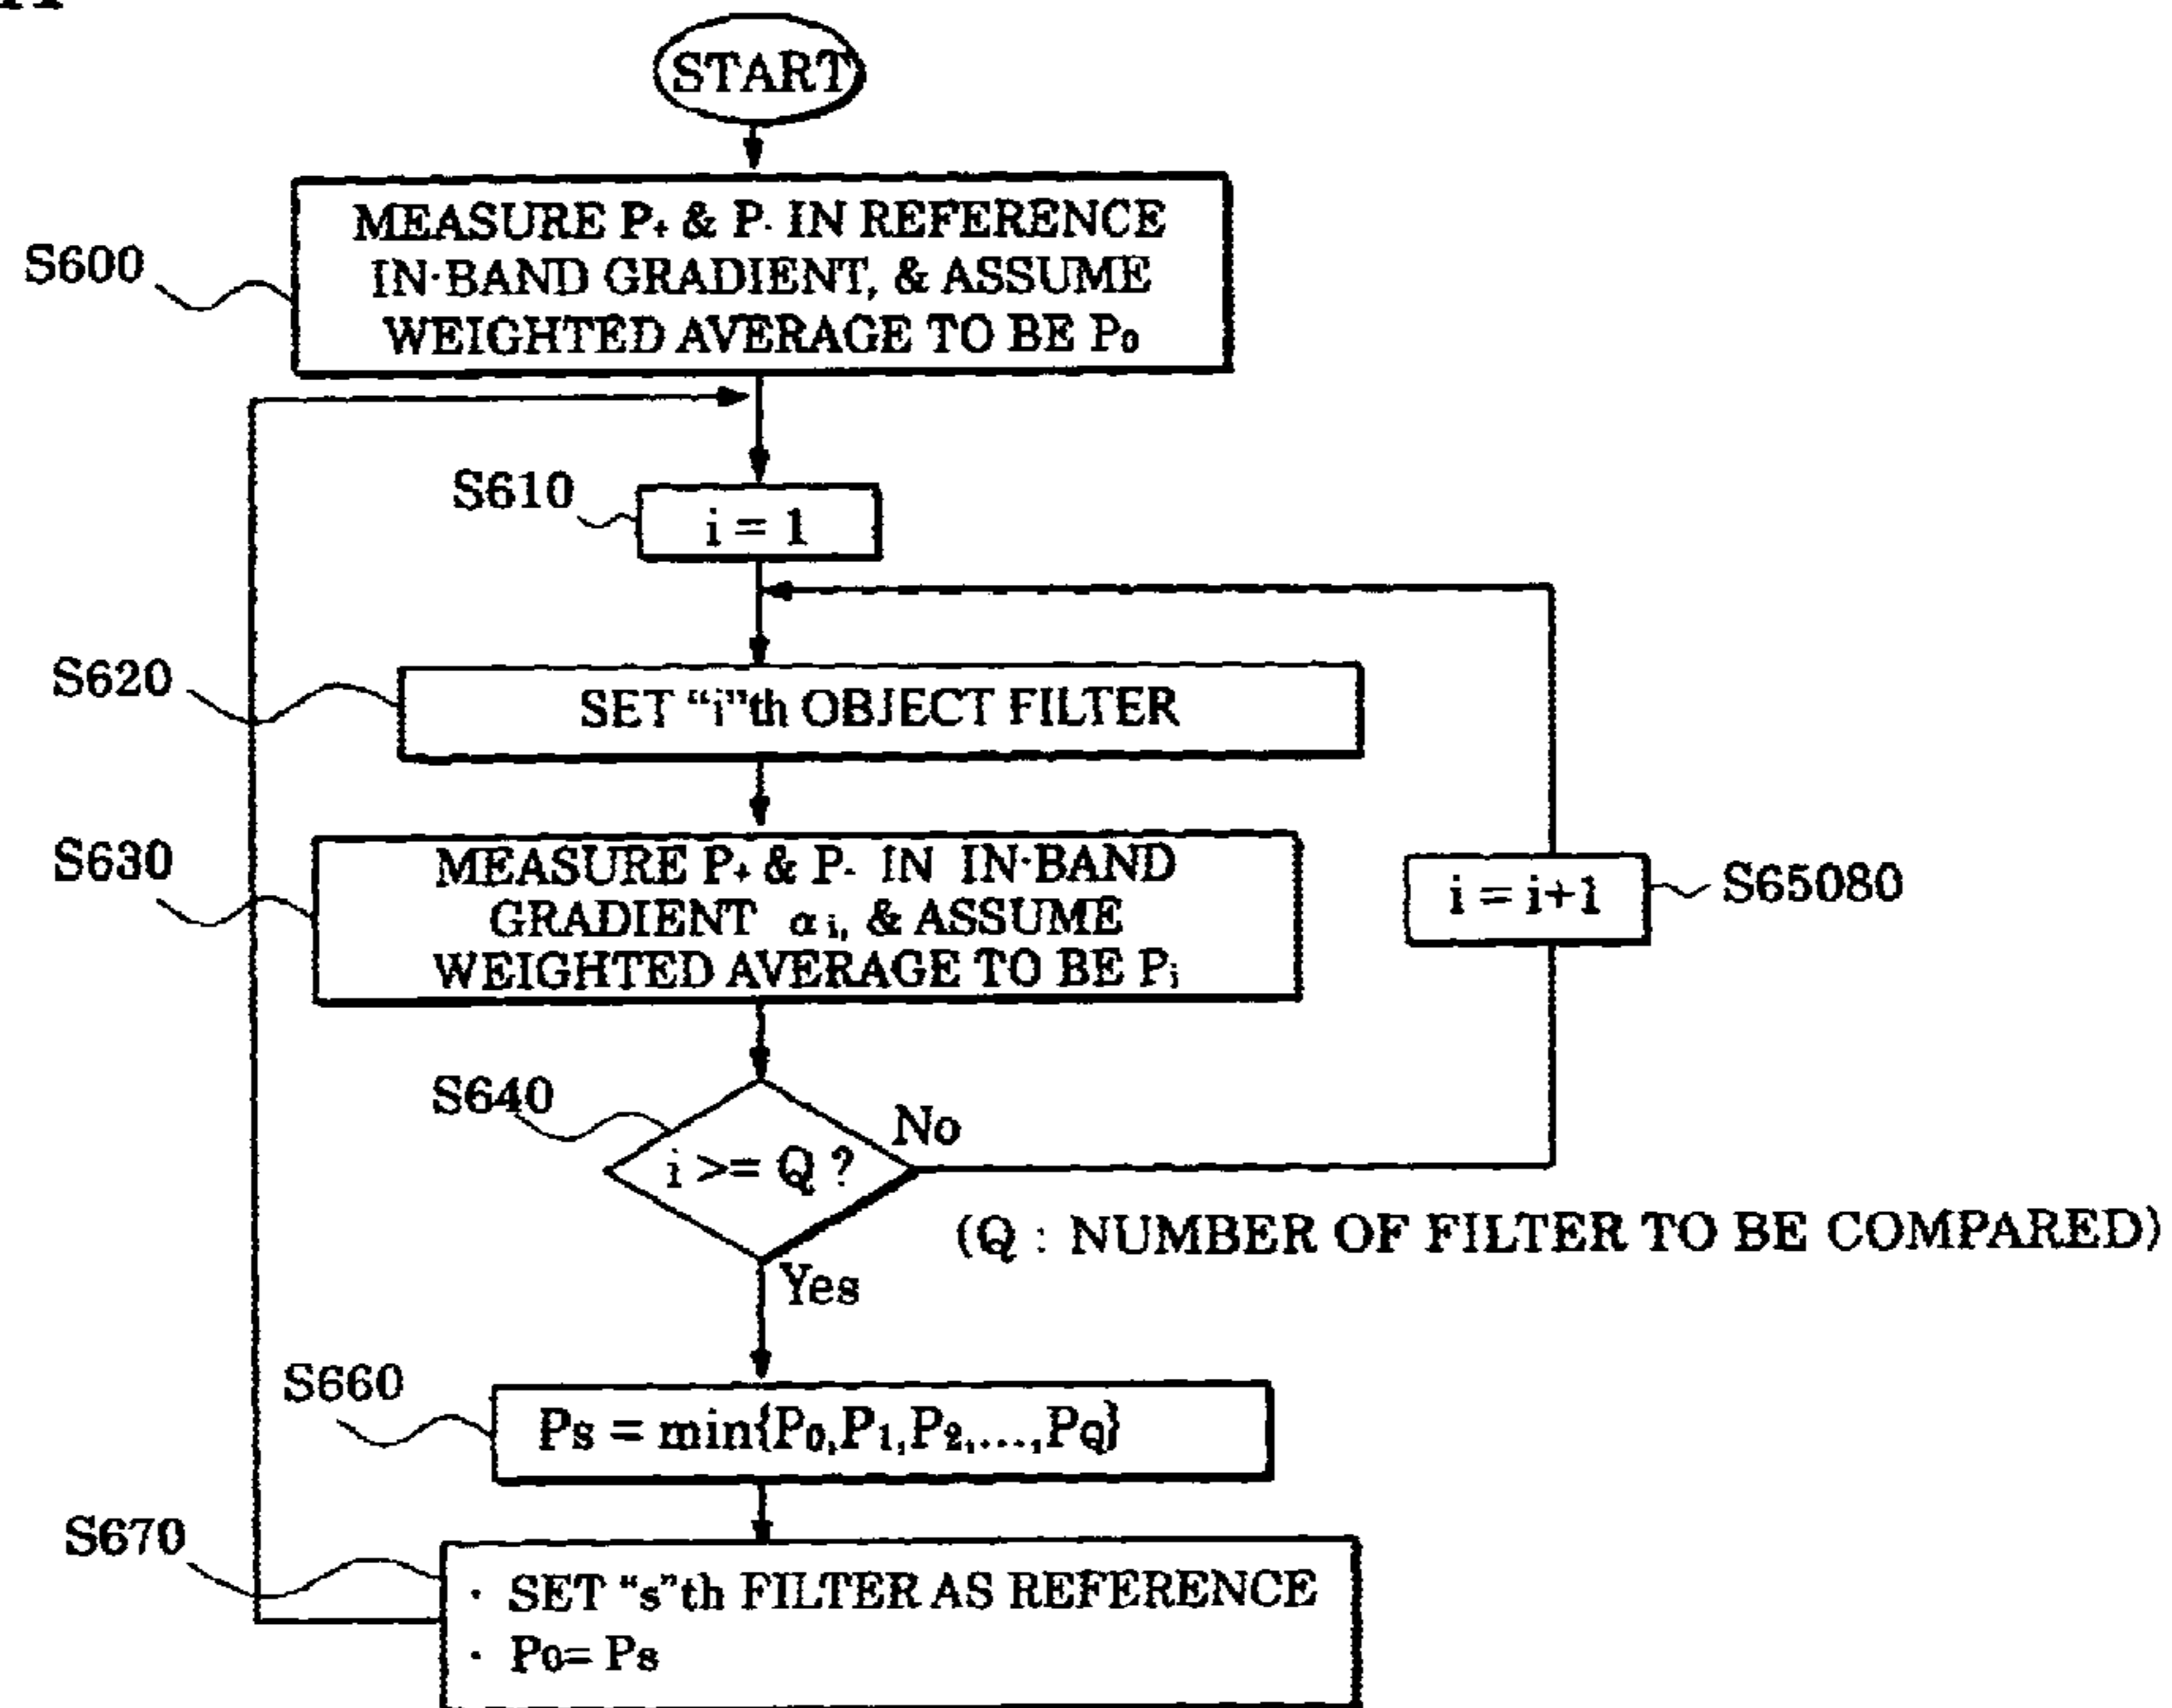 START
S600
MEASURE P₊ & P₋ IN REFERENCE
IN-BAND GRADIENT, & ASSUME
WEIGHTED AVERAGE TO BE P₀
S610
i = 1
S620
SET “i”th OBJECT FILTER
S630
MEASURE P₊ & P₋ IN IN-BAND
GRADIENT αᵢ, & ASSUME
WEIGHTED AVERAGE TO BE Pᵢ
i = i+1
S65080
S640
i >= Q ?
No
(Q : NUMBER OF FILTER TO BE COMPARED)
Yes
S660
Ps = min{P₀,P₁,P₂,...,PQ}
S670
· SET “s”th FILTER AS REFERENCE
· P₀= Ps